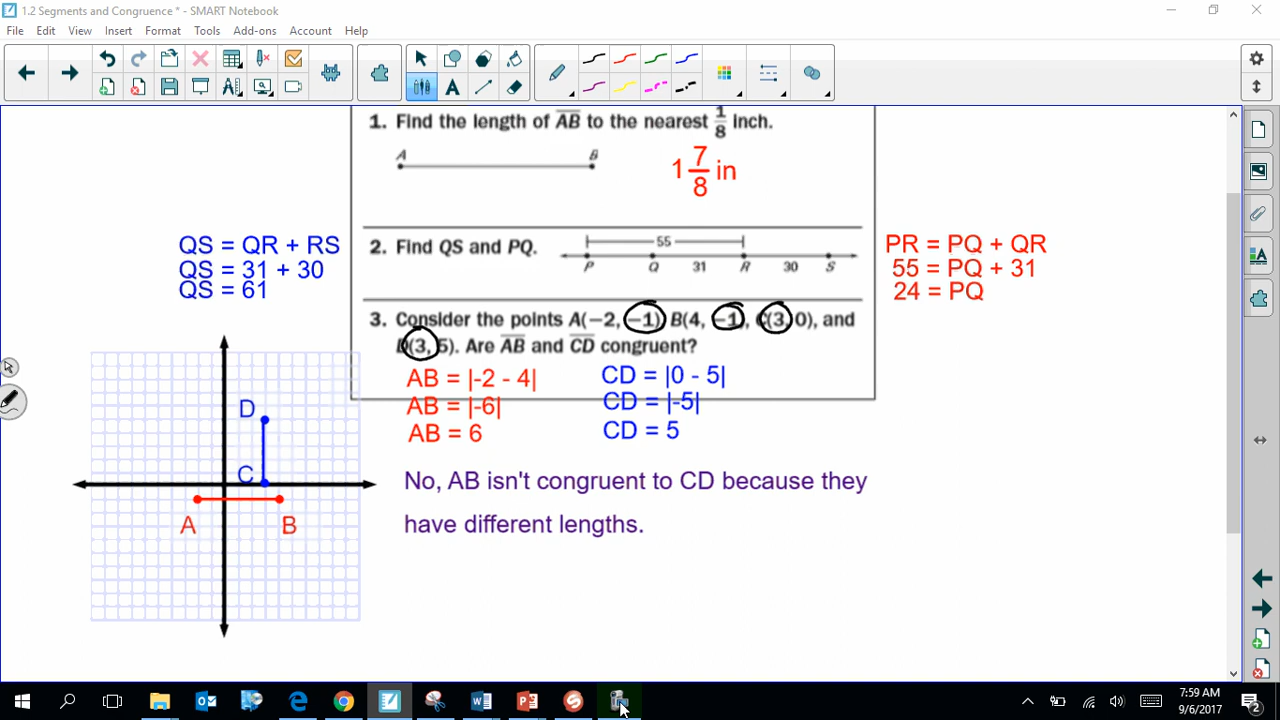 1.2 Segments and Congruence * - SMART Notebook
File Edit View Insert Format Tools Add-ons Account Help
1. Find the length of AB to the nearest 1/8 inch.
A B
1 7/8 in
QS = QR + RS
QS = 31 + 30
QS = 61
2. Find QS and PQ.
55
P Q 31 R 30 S
PR = PQ + QR
55 = PQ + 31
24 = PQ
3. Consider the points A(−2, −1), B(4, −1), C(3, 0), and
D(3, 5). Are AB and CD congruent?
AB = |-2 - 4|
AB = |-6|
AB = 6
CD = |0 - 5|
CD = |-5|
CD = 5
D
C
A B
No, AB isn't congruent to CD because they
have different lengths.
7:59 AM
9/6/2017
2